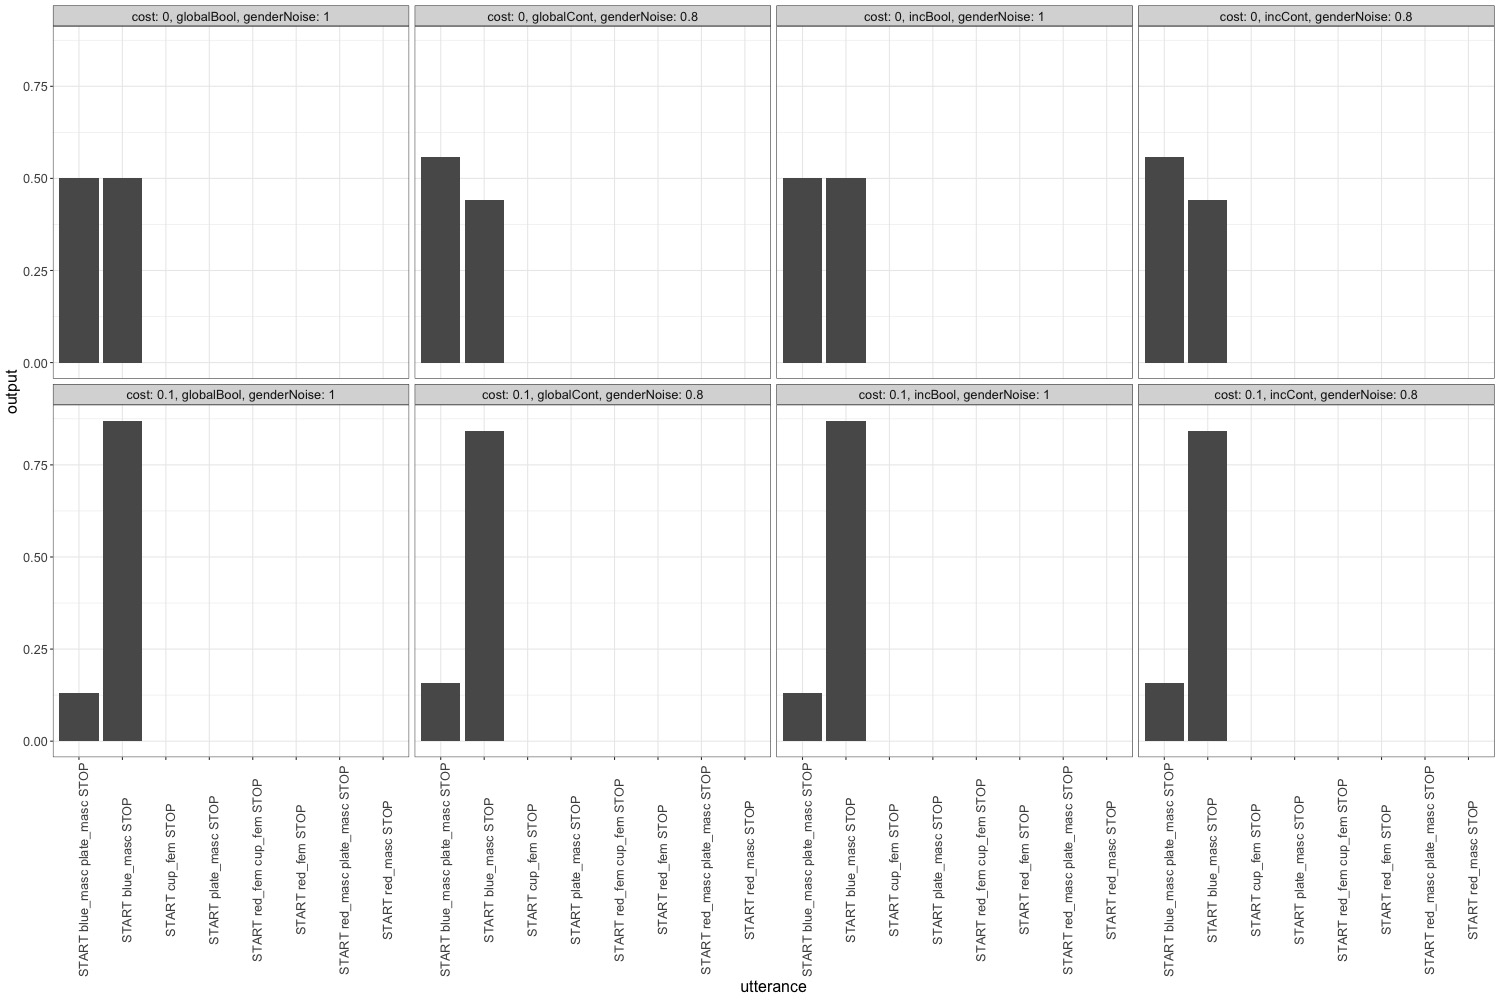 cost: 0, globalBool, genderNoise: 1
cost: 0, globalCont, genderNoise: 0.8
cost: 0, incBool, genderNoise: 1
cost: 0, incCont, genderNoise: 0.8
0.75
0.50
0.25
0.00
cost: 0.1, globalBool, genderNoise: 1
cost: 0.1, globalCont, genderNoise: 0.8
cost: 0.1, incBool, genderNoise: 1
cost: 0.1, incCont, genderNoise: 0.8
0.75
0.50
0.25
0.00
output
START blue_masc plate_masc STOP
START blue_masc STOP
START cup_fem STOP
START plate_masc STOP
START red_fem cup_fem STOP
START red_fem STOP
START red_masc plate_masc STOP
START red_masc STOP
START blue_masc plate_masc STOP
START blue_masc STOP
START cup_fem STOP
START plate_masc STOP
START red_fem cup_fem STOP
START red_fem STOP
START red_masc plate_masc STOP
START red_masc STOP
START blue_masc plate_masc STOP
START blue_masc STOP
START cup_fem STOP
START plate_masc STOP
START red_fem cup_fem STOP
START red_fem STOP
START red_masc plate_masc STOP
START red_masc STOP
START blue_masc plate_masc STOP
START blue_masc STOP
START cup_fem STOP
START plate_masc STOP
START red_fem cup_fem STOP
START red_fem STOP
START red_masc plate_masc STOP
START red_masc STOP
utterance